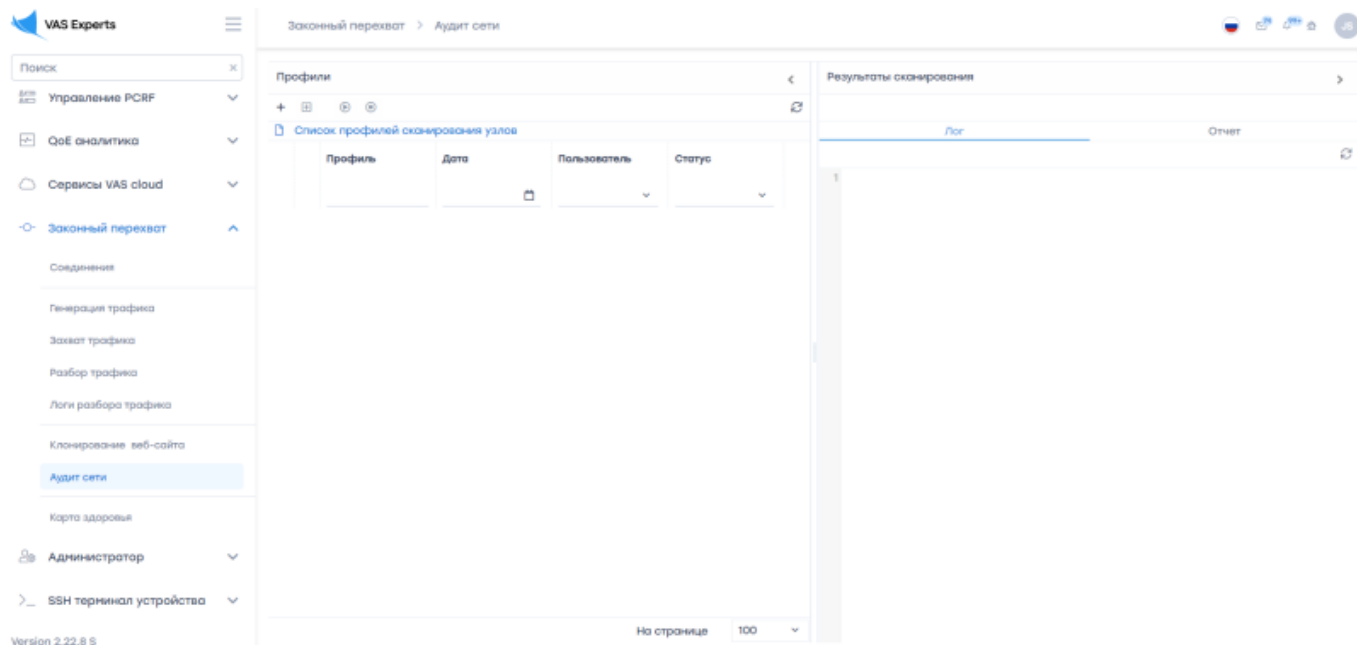 VAS Experts
Законный перехват > Аудит сети
JS
Поиск
Управление PCRF
QoE аналитика
Сервисы VAS cloud
Законный перехват
Соединения
Генерация трафика
Захват трафика
Разбор трафика
Логи разбора трафика
Клонирование веб-сайта
Аудит сети
Карта здоровья
Администратор
SSH терминал устройства
Version 2.22.8 S
Профили
Список профилей сканирования узлов
Профиль Дата Пользователь Статус
На странице 100
Результаты сканирования
Лог Отчет
1